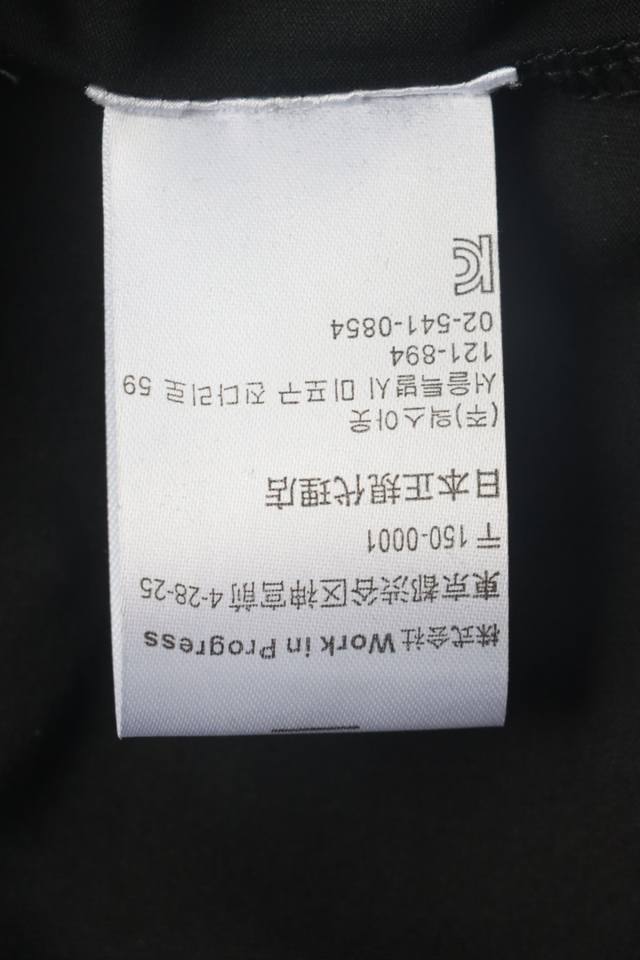 株式会社 Work in Progress
東京都渋谷区神宮前 4-28-25
〒150-0001
日本正規代理店
(주)웍스아웃
서울특별시 마포구 잔다리로 59
121-894
02-541-0854
KC